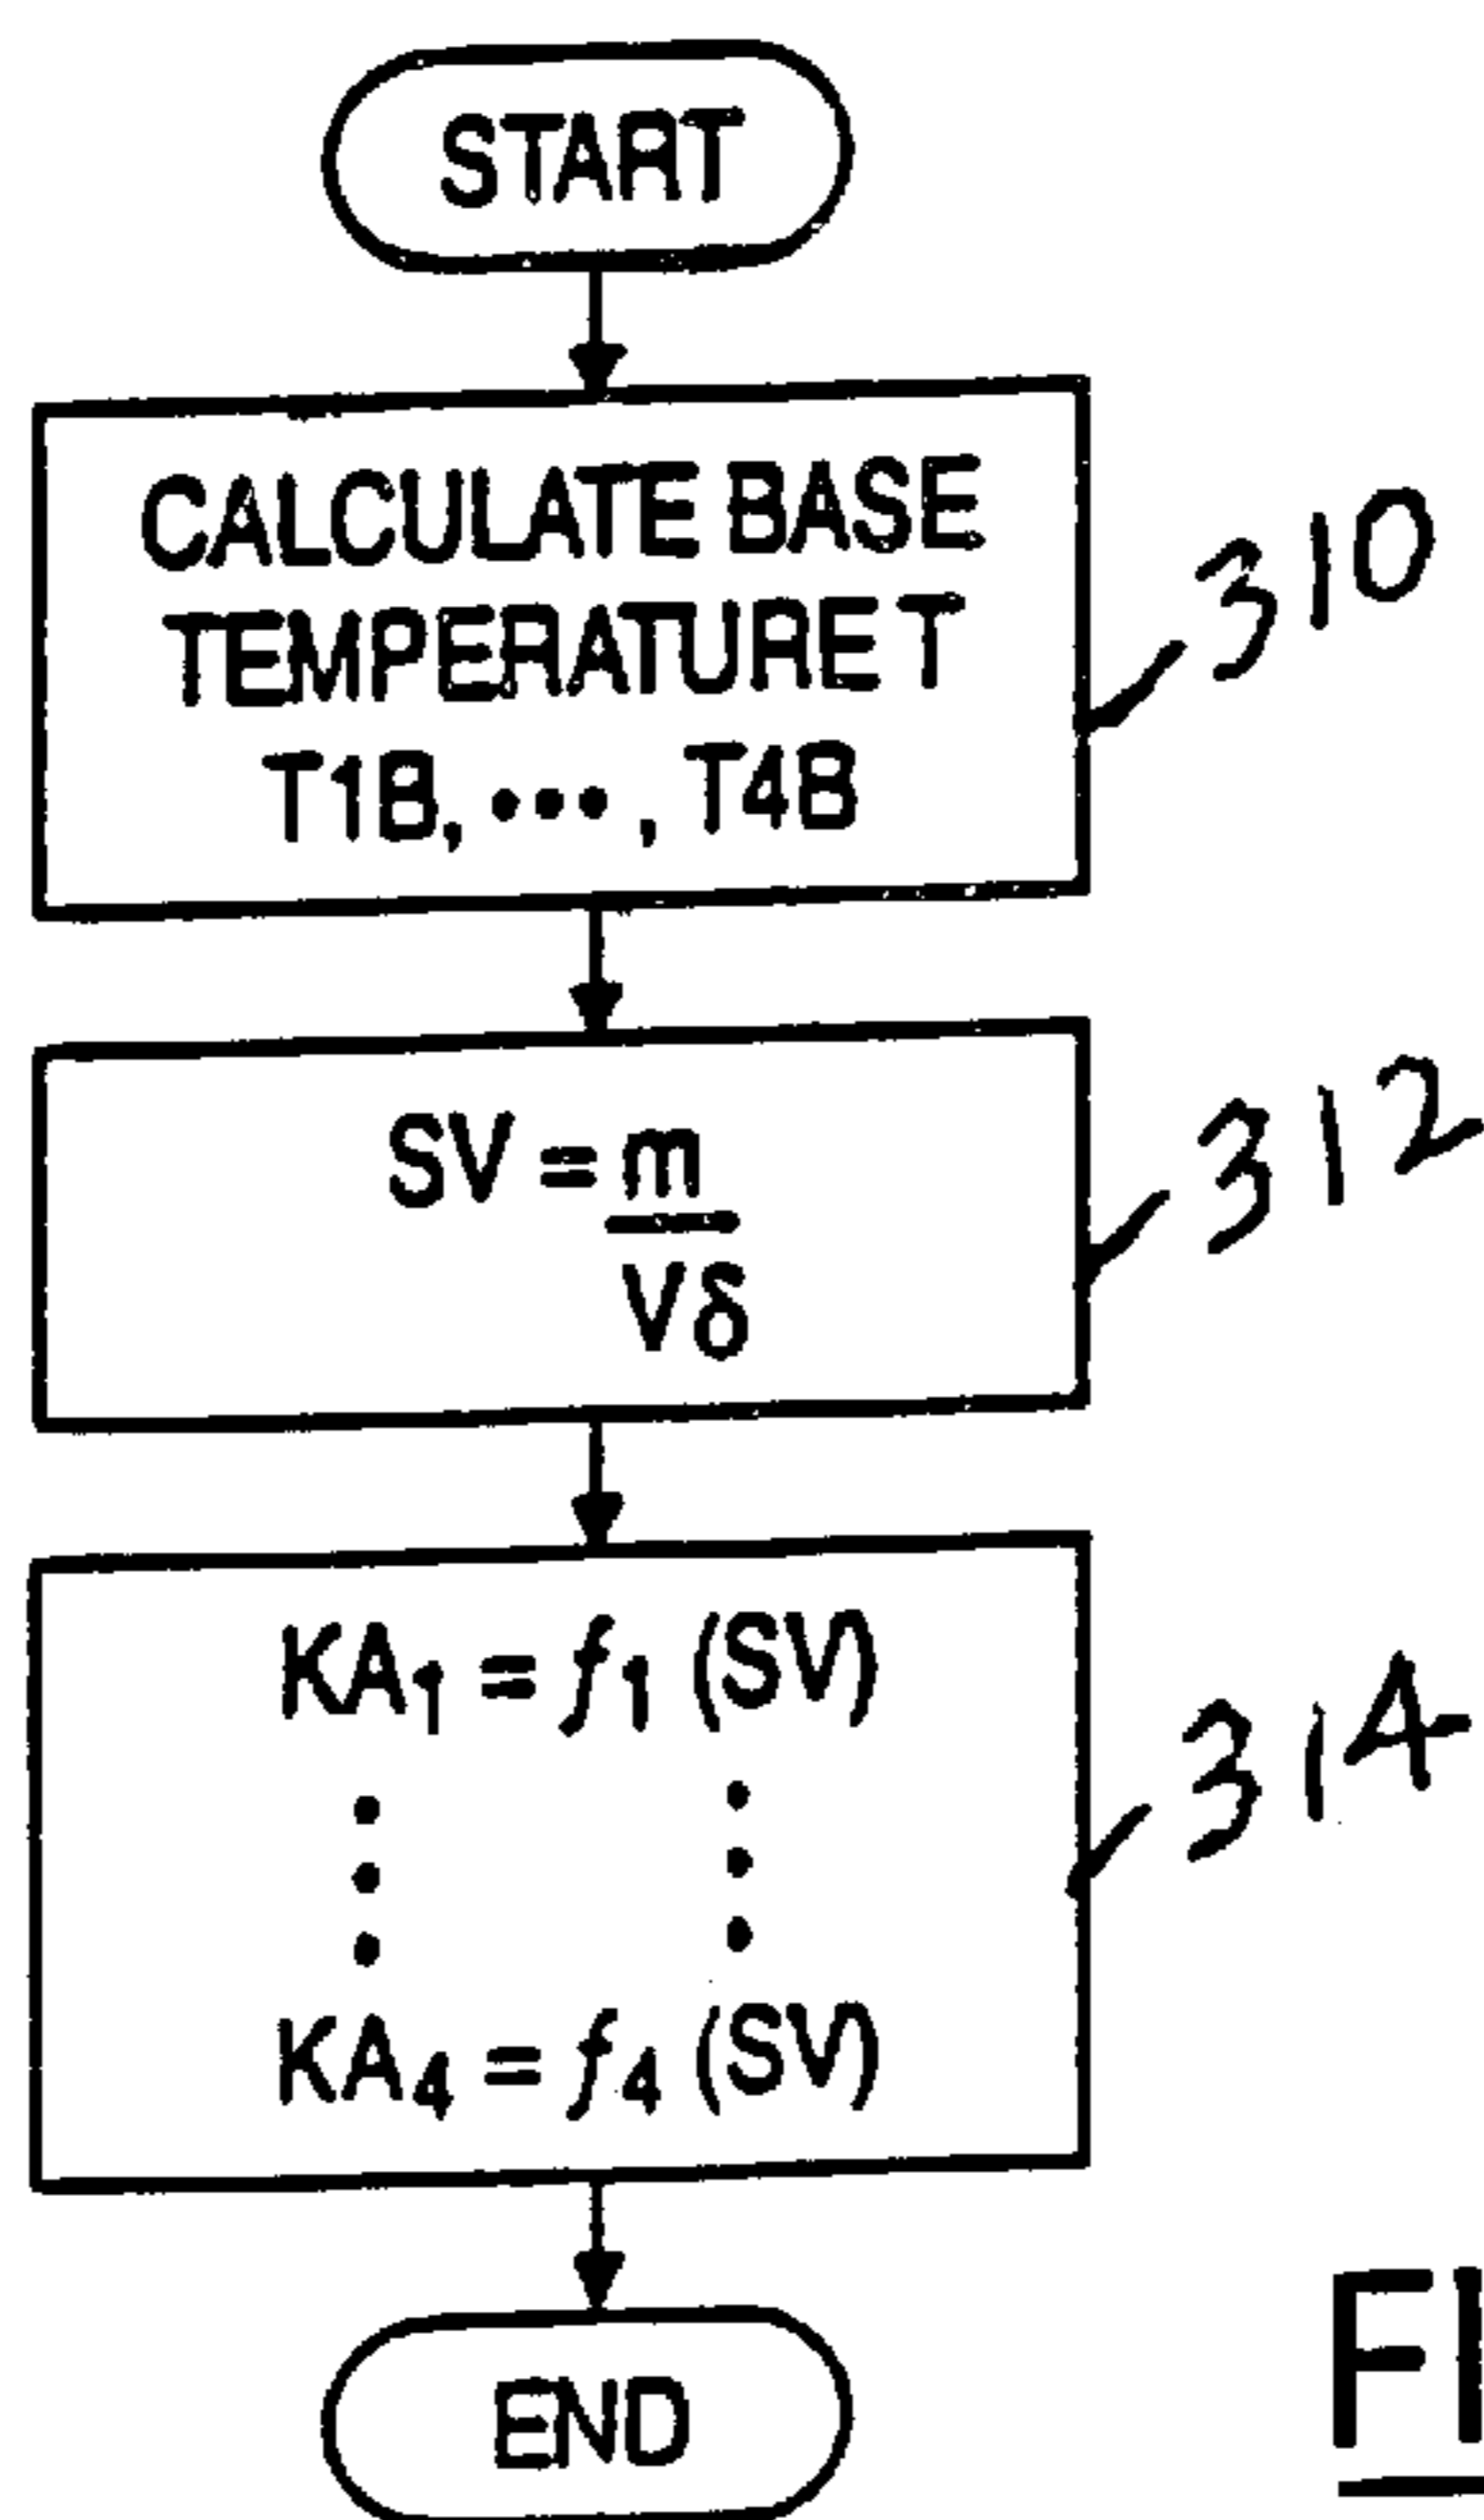 START
CALCULATE BASE
TEMPERATURE T
T1B, •••, T4B
310
SV = m
Vδ
312
KA1 = f1 (SV)
KA4 = f4 (SV)
314
END